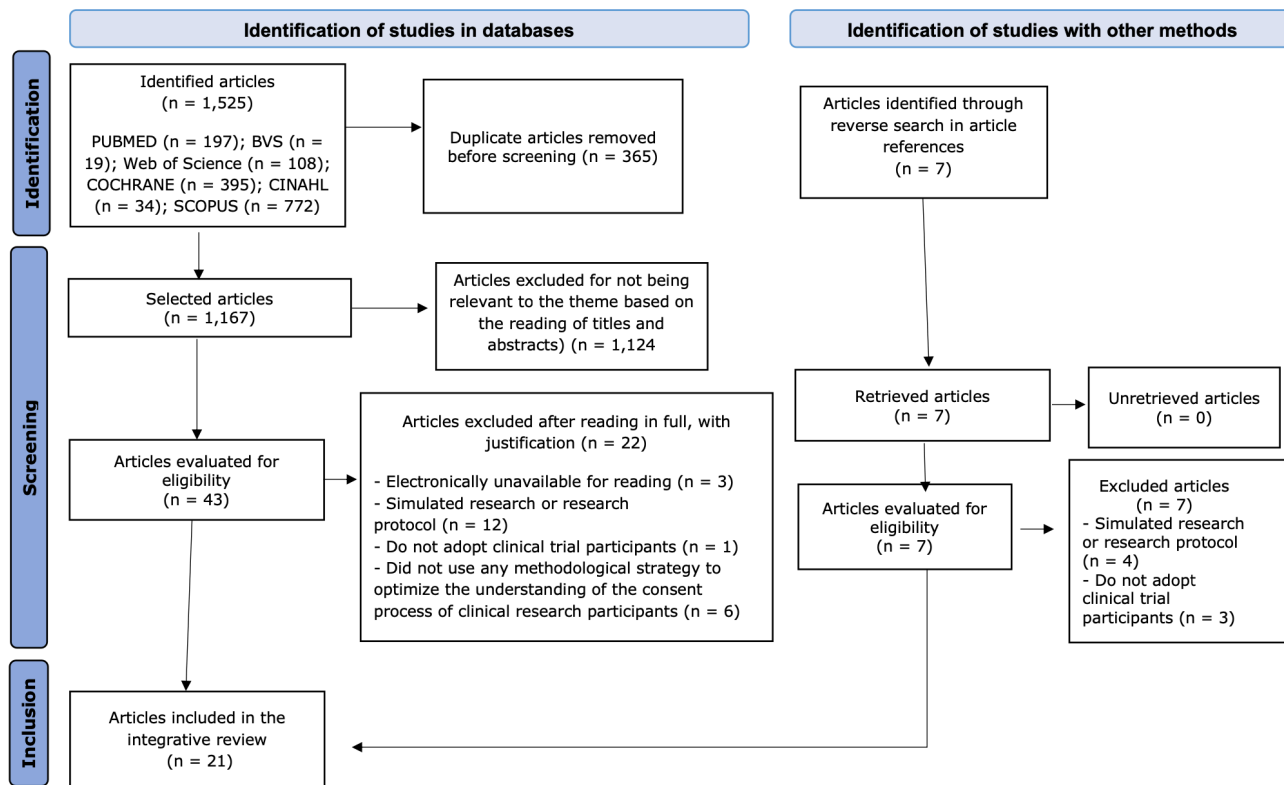 Identification of studies in databases
Identification of studies with other methods
Identification
Identified articles
(n = 1,525)
PUBMED (n = 197); BVS (n =
19); Web of Science (n = 108);
COCHRANE (n = 395); CINAHL
(n = 34); SCOPUS (n = 772)
Duplicate articles removed
before screening (n = 365)
Articles identified through
reverse search in article
references
(n = 7)
Screening
Selected articles
(n = 1,167)
Articles excluded for not being
relevant to the theme based on
the reading of titles and
abstracts) (n = 1,124
Retrieved articles
(n = 7)
Unretrieved articles
(n = 0)
Articles evaluated for
eligibility
(n = 43)
Articles excluded after reading in full, with
justification (n = 22)
- Electronically unavailable for reading (n = 3)
- Simulated research or research
protocol (n = 12)
- Do not adopt clinical trial participants (n = 1)
- Did not use any methodological strategy to
optimize the understanding of the consent
process of clinical research participants (n = 6)
Articles evaluated for
eligibility
(n = 7)
Excluded articles
(n = 7)
- Simulated research
or research protocol
(n = 4)
- Do not adopt
clinical trial
participants (n = 3)
Inclusion
Articles included in the
integrative review
(n = 21)